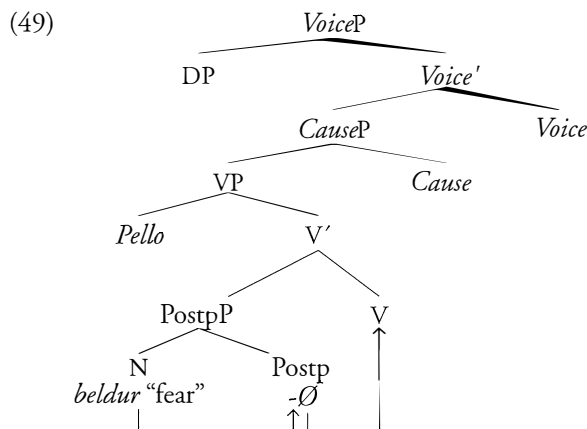 (49) VoiceP
DP Voice'
CauseP Voice
VP Cause
Pello V′
PostpP V
N Postp
beldur “fear” -Ø